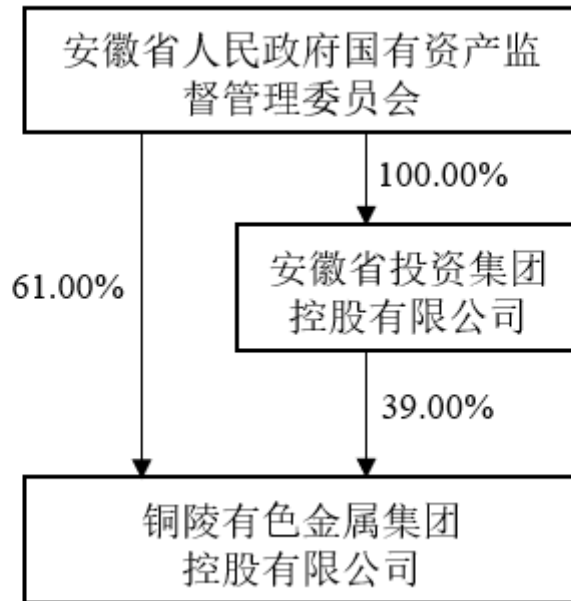 安徽省人民政府国有资产监
督管理委员会
100.00%
安徽省投资集团
控股有限公司
61.00%
39.00%
铜陵有色金属集团
控股有限公司